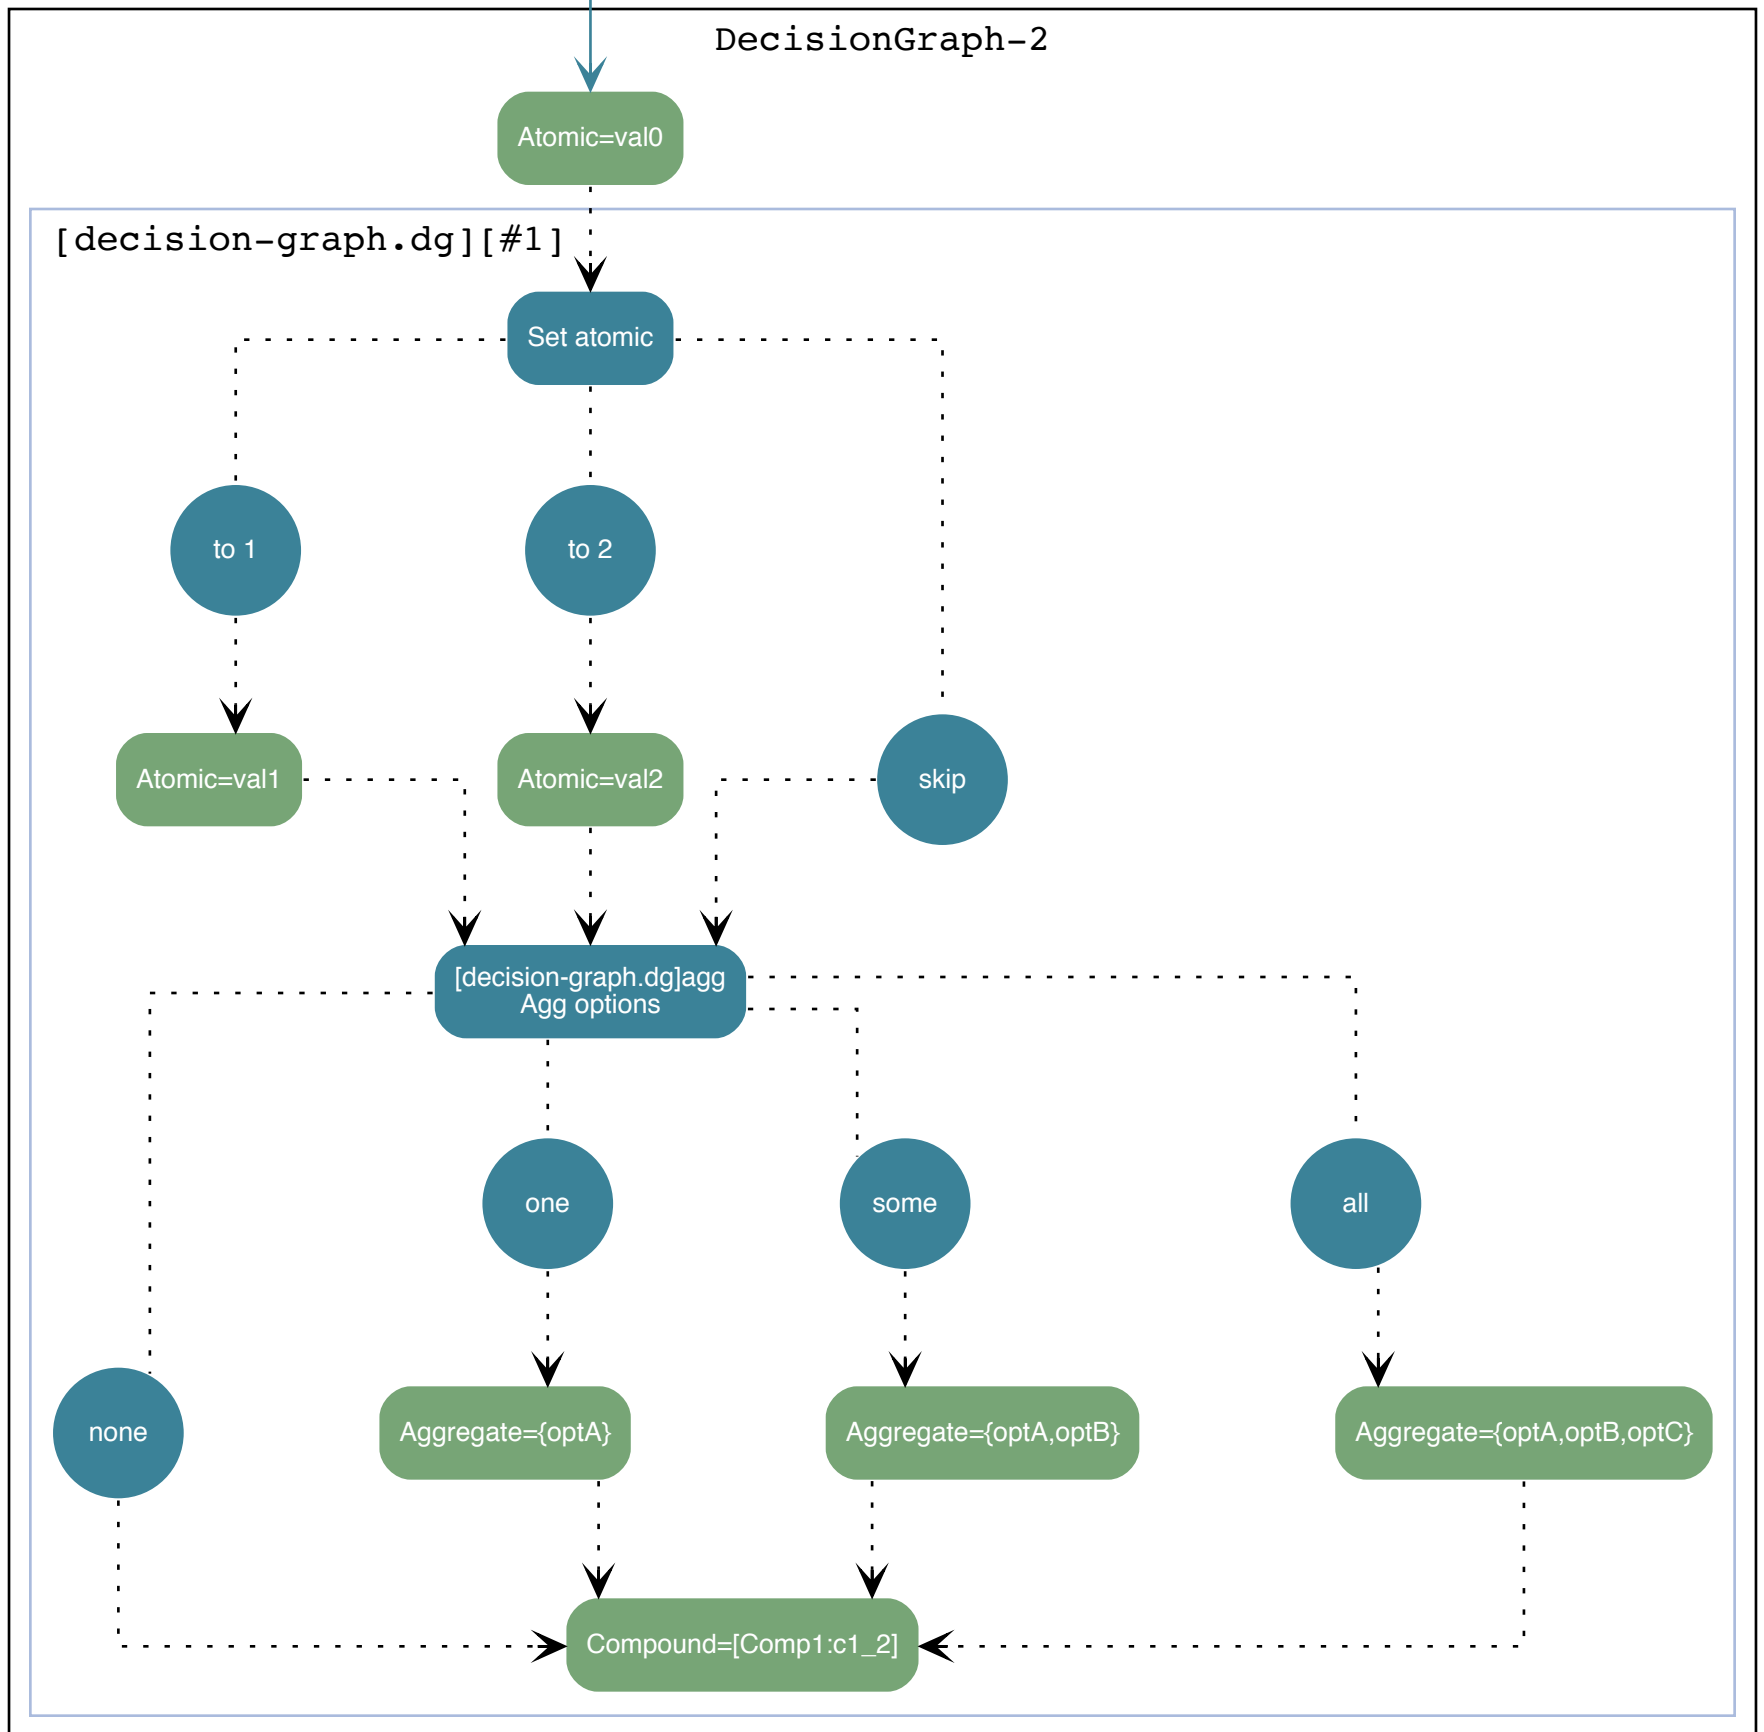 DecisionGraph-2
Atomic=val0
[decision-graph.dg][#1]
Set atomic
to 1
to 2
Atomic=val1
Atomic=val2
skip
[decision-graph.dg]agg
Agg options
one
some
all
none
Aggregate={optA}
Aggregate={optA,optB}
Aggregate={optA,optB,optC}
Compound=[Comp1:c1_2]